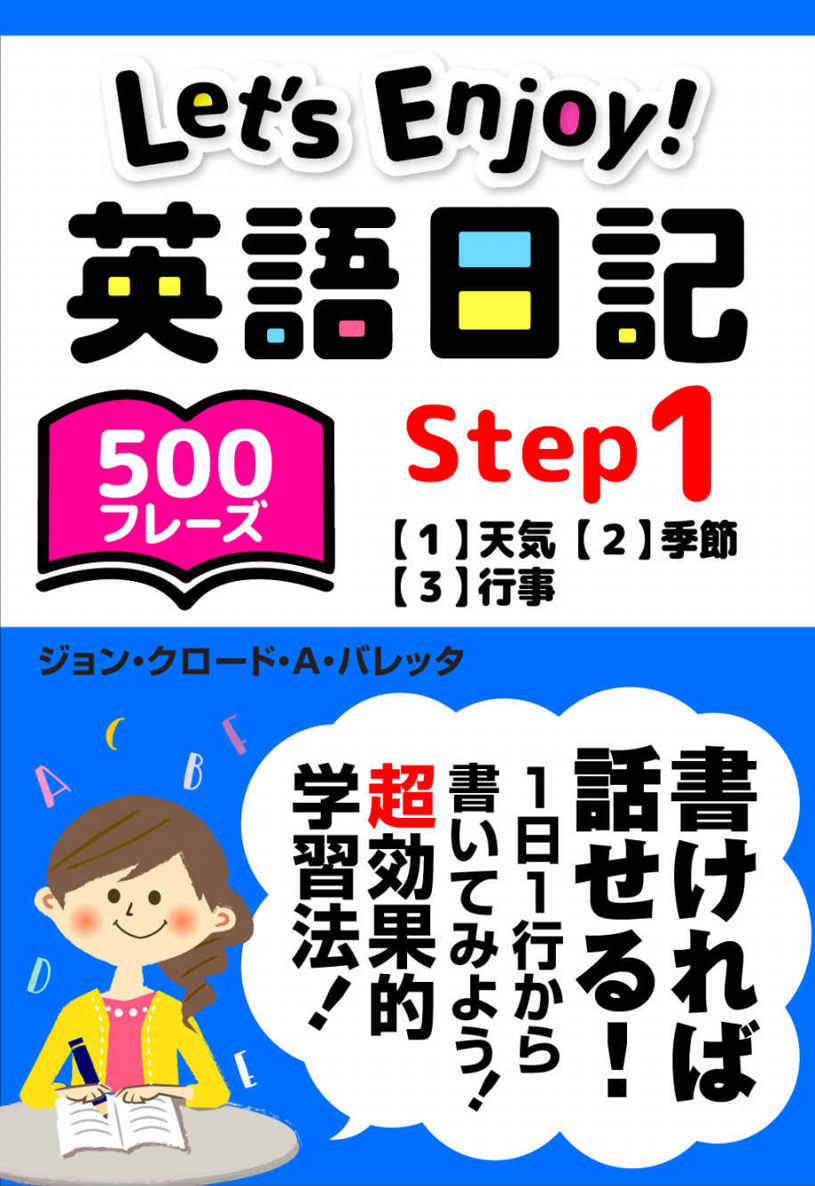 Let's Enjoy!
英語日記
500
フレーズ
Step1
【1】天気【2】季節
【3】行事
ジョン・クロード・A・バレッタ
書ければ
話せる!
1日1行から
書いてみよう!
超効果的
学習法!
A
C
B
E
D
E